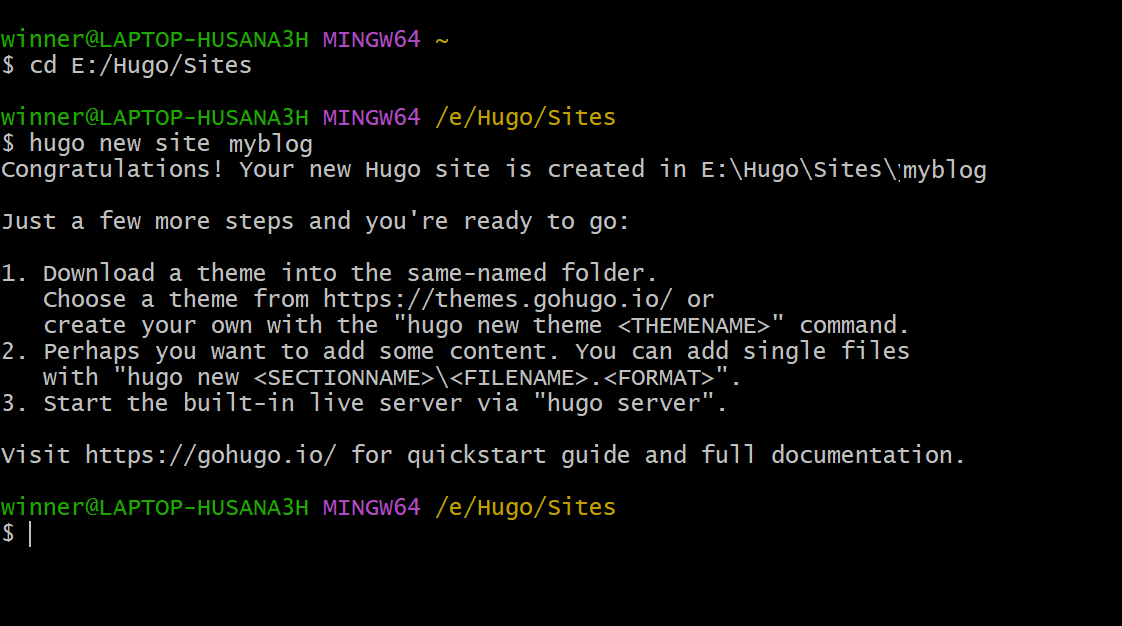 winner@LAPTOP-HUSANA3H MINGW64 ~
$ cd E:/Hugo/Sites
winner@LAPTOP-HUSANA3H MINGW64 /e/Hugo/Sites
$ hugo new site myblog
Congratulations! Your new Hugo site is created in E:\Hugo\Sites\myblog
Just a few more steps and you're ready to go:
1. Download a theme into the same-named folder.
Choose a theme from https://themes.gohugo.io/ or
create your own with the "hugo new theme <THEMENAME>" command.
2. Perhaps you want to add some content. You can add single files
with "hugo new <SECTIONNAME>\<FILENAME>.<FORMAT>".
3. Start the built-in live server via "hugo server".
Visit https://gohugo.io/ for quickstart guide and full documentation.
winner@LAPTOP-HUSANA3H MINGW64 /e/Hugo/Sites
$